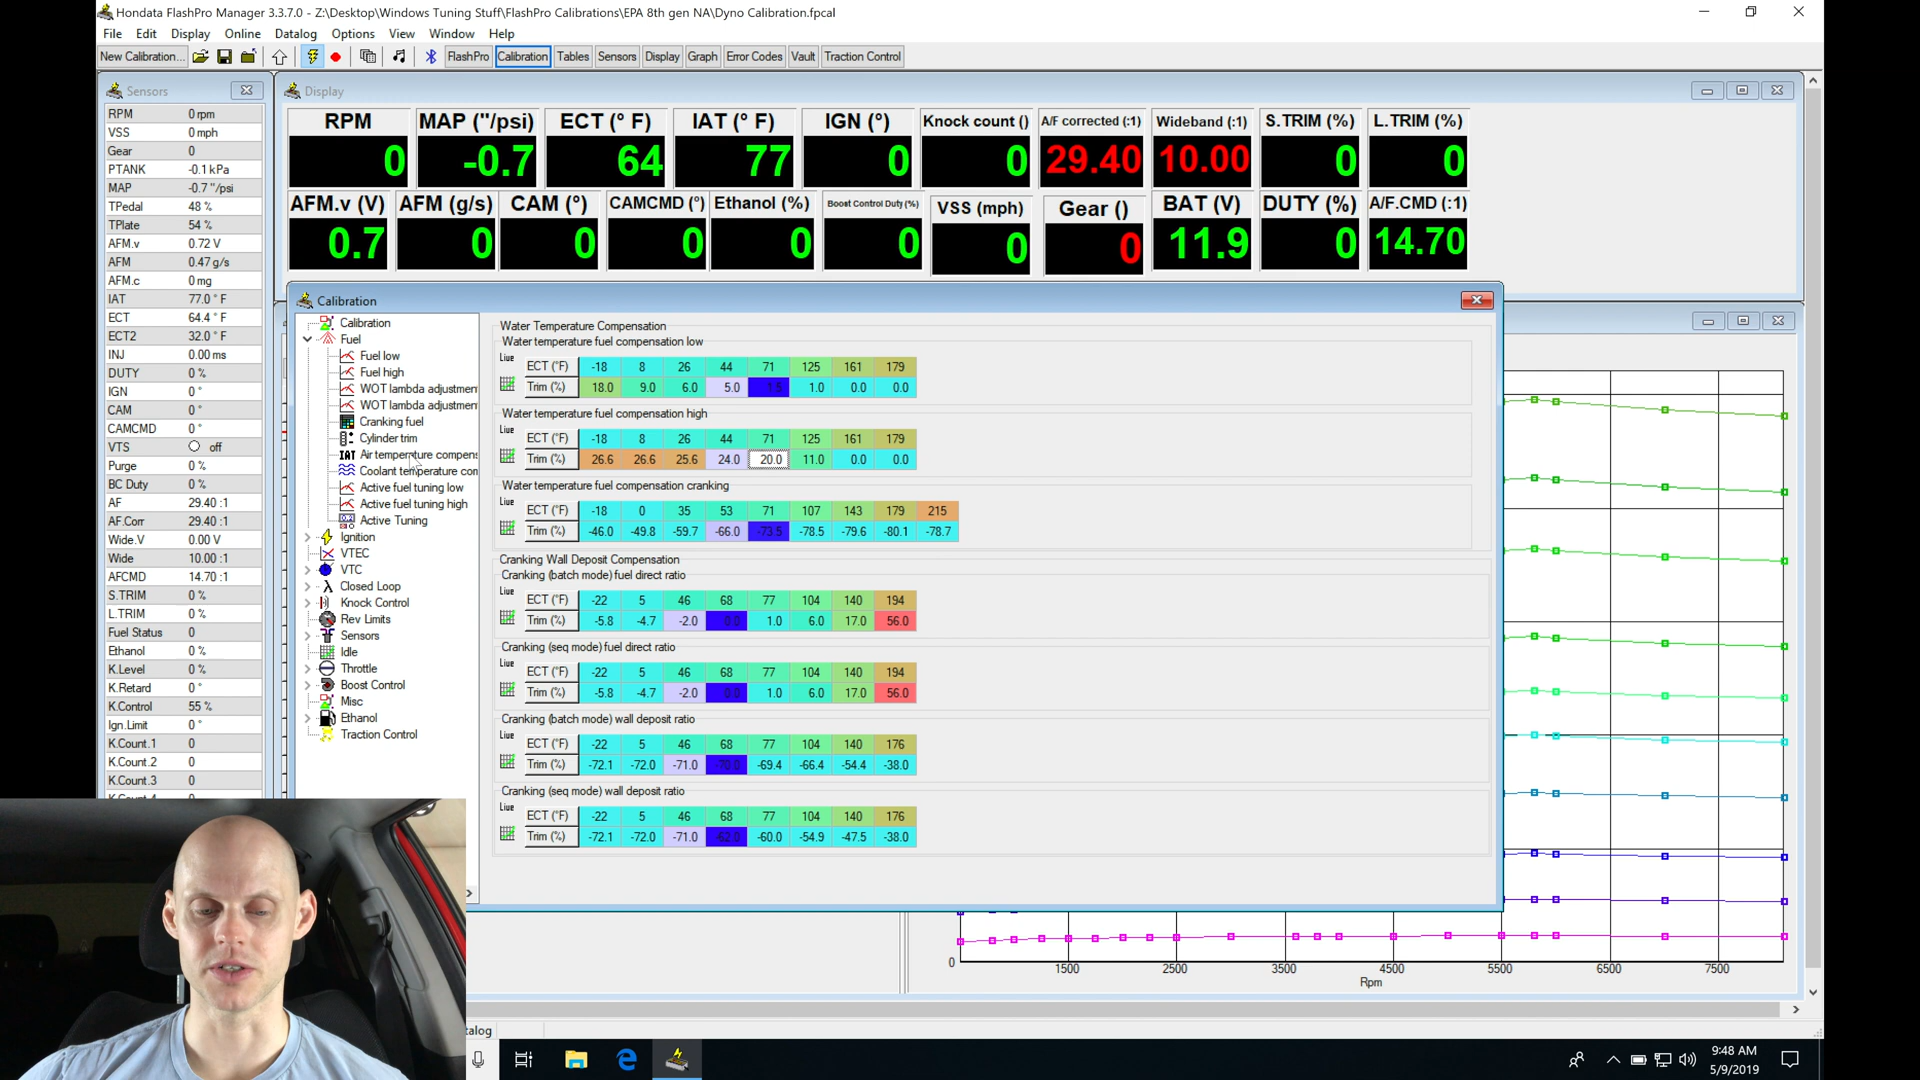 Hondata FlashPro Manager 3.3.7.0 - Z:\Desktop\Windows Tuning Stuff\FlashPro Calibrations\EPA 8th gen NA\Dyno Calibration.fpcal
File Edit Display Online Datalog Options View Window Help
New Calibration... FlashPro Calibration Tables Sensors Display Graph Error Codes Vault Traction Control
Sensors
RPM 0 rpm
VSS 0 mph
Gear 0
PTANK -0.1 kPa
MAP -0.7 "/psi
TPedal 48 %
TPlate 54 %
AFM.v 0.72 V
AFM 0.47 g/s
AFM.c 0 mg
IAT 77.0 ° F
ECT 64.4 ° F
ECT2 32.0 ° F
INJ 0.00 ms
DUTY 0 %
IGN 0 °
CAM 0 °
CAMCMD 0 °
VTS off
Purge 0 %
BC Duty 0 %
AF 29.40 :1
AF.Corr 29.40 :1
Wide.V 0.00 V
Wide 10.00 :1
AFCMD 14.70 :1
S.TRIM 0 %
L.TRIM 0 %
Fuel Status 0
Ethanol 0 %
K.Level 0 %
K.Retard 0 °
K.Control 55 %
Ign.Limit 0 °
K.Count.1 0
K.Count.2 0
K.Count.3 0
Display
RPM MAP ("/psi) ECT (° F) IAT (° F) IGN (°) Knock count () A/F corrected (:1) Wideband (:1) S.TRIM (%) L.TRIM (%)
0 -0.7 64 77 0 0 29.40 10.00 0 0
AFM.v (V) AFM (g/s) CAM (°) CAMCMD (°) Ethanol (%) Boost Control Duty (%) VSS (mph) Gear () BAT (V) DUTY (%) A/F.CMD (:1)
0.7 0 0 0 0 0 0 0 11.9 0 14.70
Calibration
Calibration
Fuel
Fuel low
Fuel high
WOT lambda adjustmen
WOT lambda adjustmen
Cranking fuel
Cylinder trim
IAT Air temperature compens
Coolant temperature con
Active fuel tuning low
Active fuel tuning high
Active Tuning
Ignition
VTEC
VTC
Closed Loop
Knock Control
Rev Limits
Sensors
Idle
Throttle
Boost Control
Misc
Ethanol
Traction Control
Water Temperature Compensation
Water temperature fuel compensation low
Live
ECT (°F) -18 8 26 44 71 125 161 179
Trim (%) 18.0 9.0 6.0 5.0 1.5 1.0 0.0 0.0
Water temperature fuel compensation high
Live
ECT (°F) -18 8 26 44 71 125 161 179
Trim (%) 26.6 26.6 25.6 24.0 20.0 11.0 0.0 0.0
Water temperature fuel compensation cranking
Live
ECT (°F) -18 0 35 53 71 107 143 179 215
Trim (%) -46.0 -49.8 -59.7 -66.0 -73.5 -78.5 -79.6 -80.1 -78.7
Cranking Wall Deposit Compensation
Cranking (batch mode) fuel direct ratio
Live
ECT (°F) -22 5 46 68 77 104 140 194
Trim (%) -5.8 -4.7 -2.0 0.0 1.0 6.0 17.0 56.0
Cranking (seq mode) fuel direct ratio
Live
ECT (°F) -22 5 46 68 77 104 140 194
Trim (%) -5.8 -4.7 -2.0 0.0 1.0 6.0 17.0 56.0
Cranking (batch mode) wall deposit ratio
Live
ECT (°F) -22 5 46 68 77 104 140 176
Trim (%) -72.1 -72.0 -71.0 -70.0 -69.4 -66.4 -54.4 -38.0
Cranking (seq mode) wall deposit ratio
Live
ECT (°F) -22 5 46 68 77 104 140 176
Trim (%) -72.1 -72.0 -71.0 -62.0 -60.0 -54.9 -47.5 -38.0
0
1500 2500 3500 4500 5500 6500 7500
Rpm
talog
9:48 AM
5/9/2019